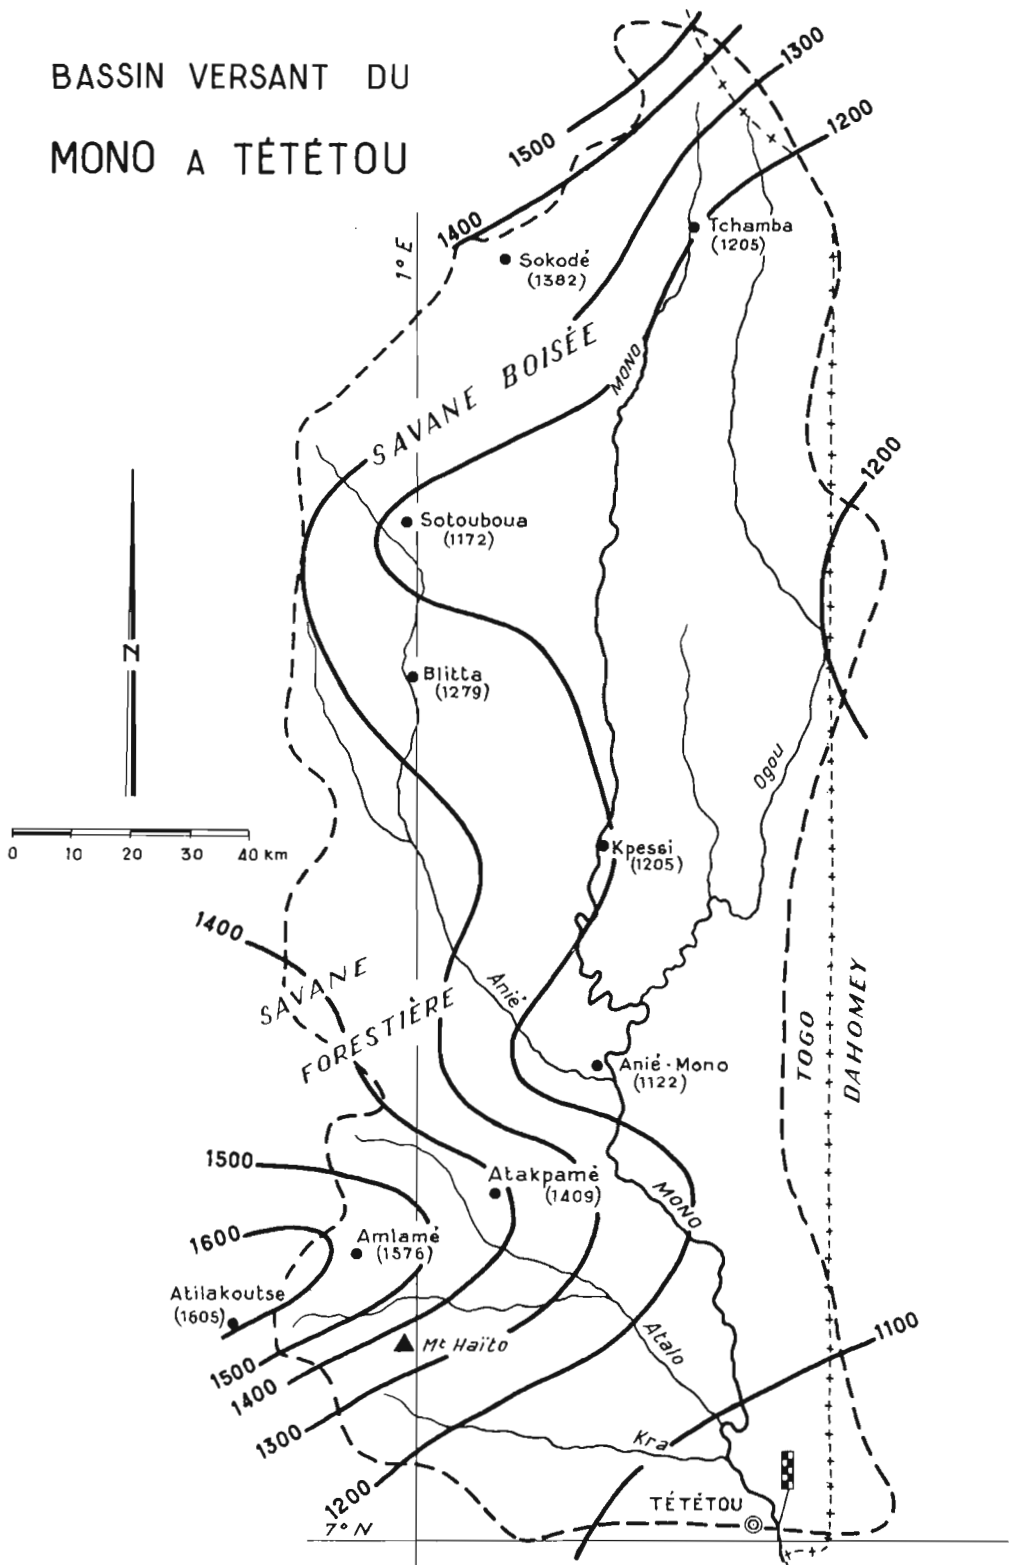 BASSIN VERSANT DU
MONO A TÉTÉTOU
1300
1200
1500
1400
1° E
Tchamba
(1205)
Sokodé
(1382)
SAVANE BOISÉE
MONO
1200
Sotouboua
(1172)
N
Blitta
(1279)
Ogou
0 10 20 30 40 km
Kpessi
(1205)
1400
SAVANE
FORESTIÈRE
Anié
TOGO
DAHOMEY
Anié-Mono
(1122)
1500
Atakpamé
(1409)
MONO
1600
Amlamé
(1576)
Atilakoutse
(1605)
Mt Haïto
Atalo
1100
1500
1400
1300
Kra
1200
TÉTÉTOU
7° N